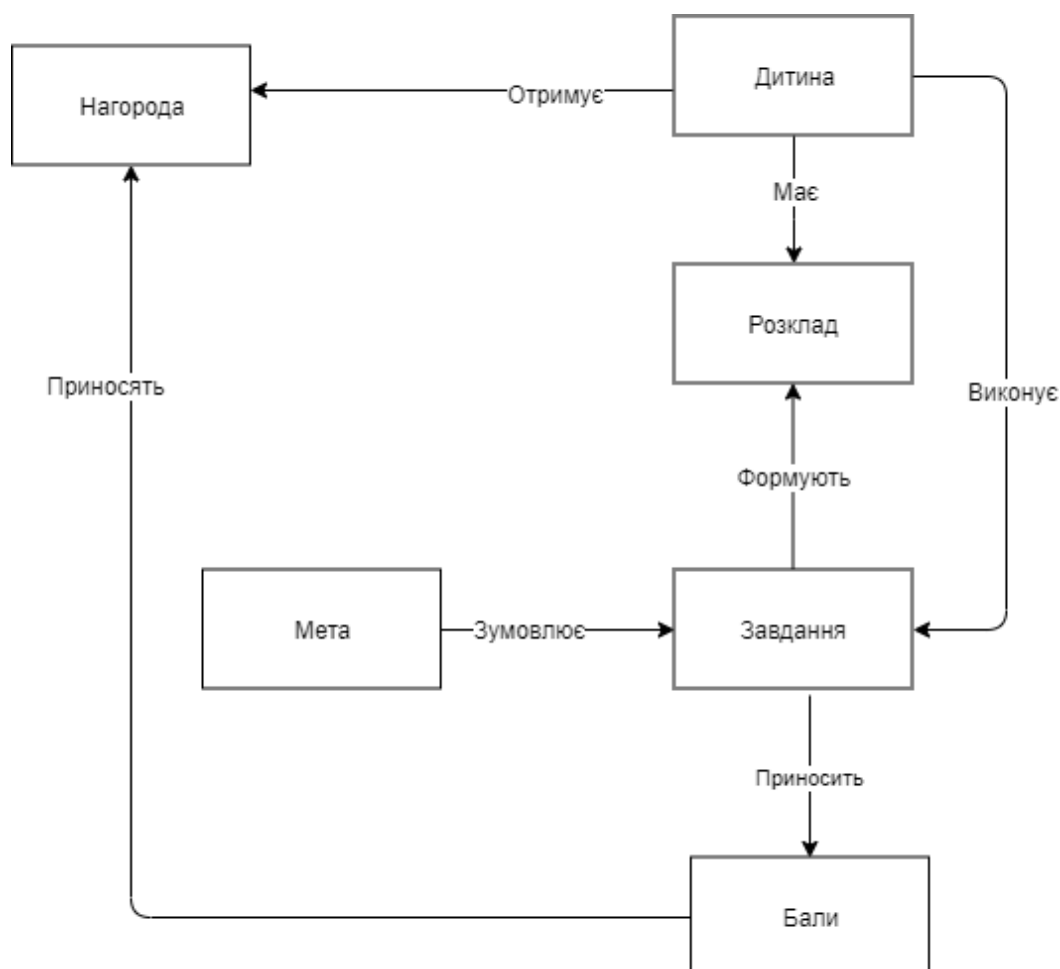 Дитина
Отримує
Нагорода
Має
Розклад
Приносять
Виконує
Формують
Мета
Зумовлює
Завдання
Приносить
Бали